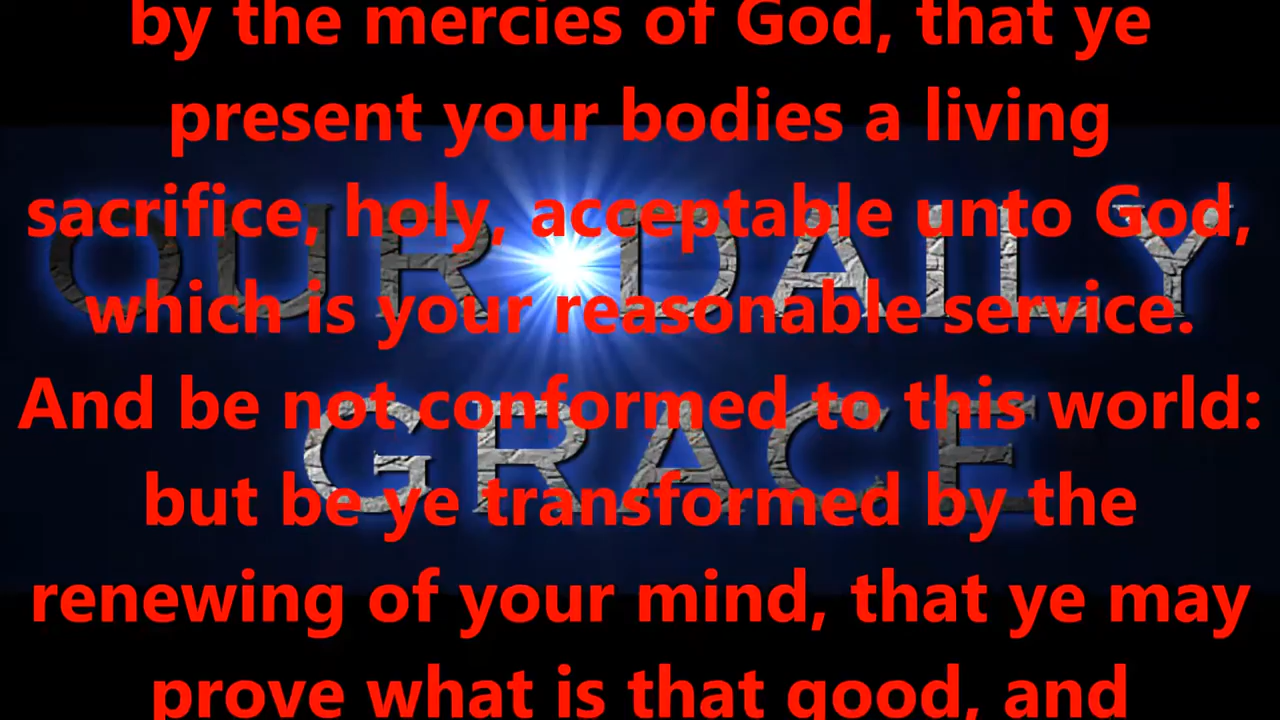 by the mercies of God, that ye
present your bodies a living
sacrifice, holy, acceptable unto God,
which is your reasonable service.
And be not conformed to this world:
but be ye transformed by the
renewing of your mind, that ye may
prove what is that good, and
OUR DAILY
GRACE